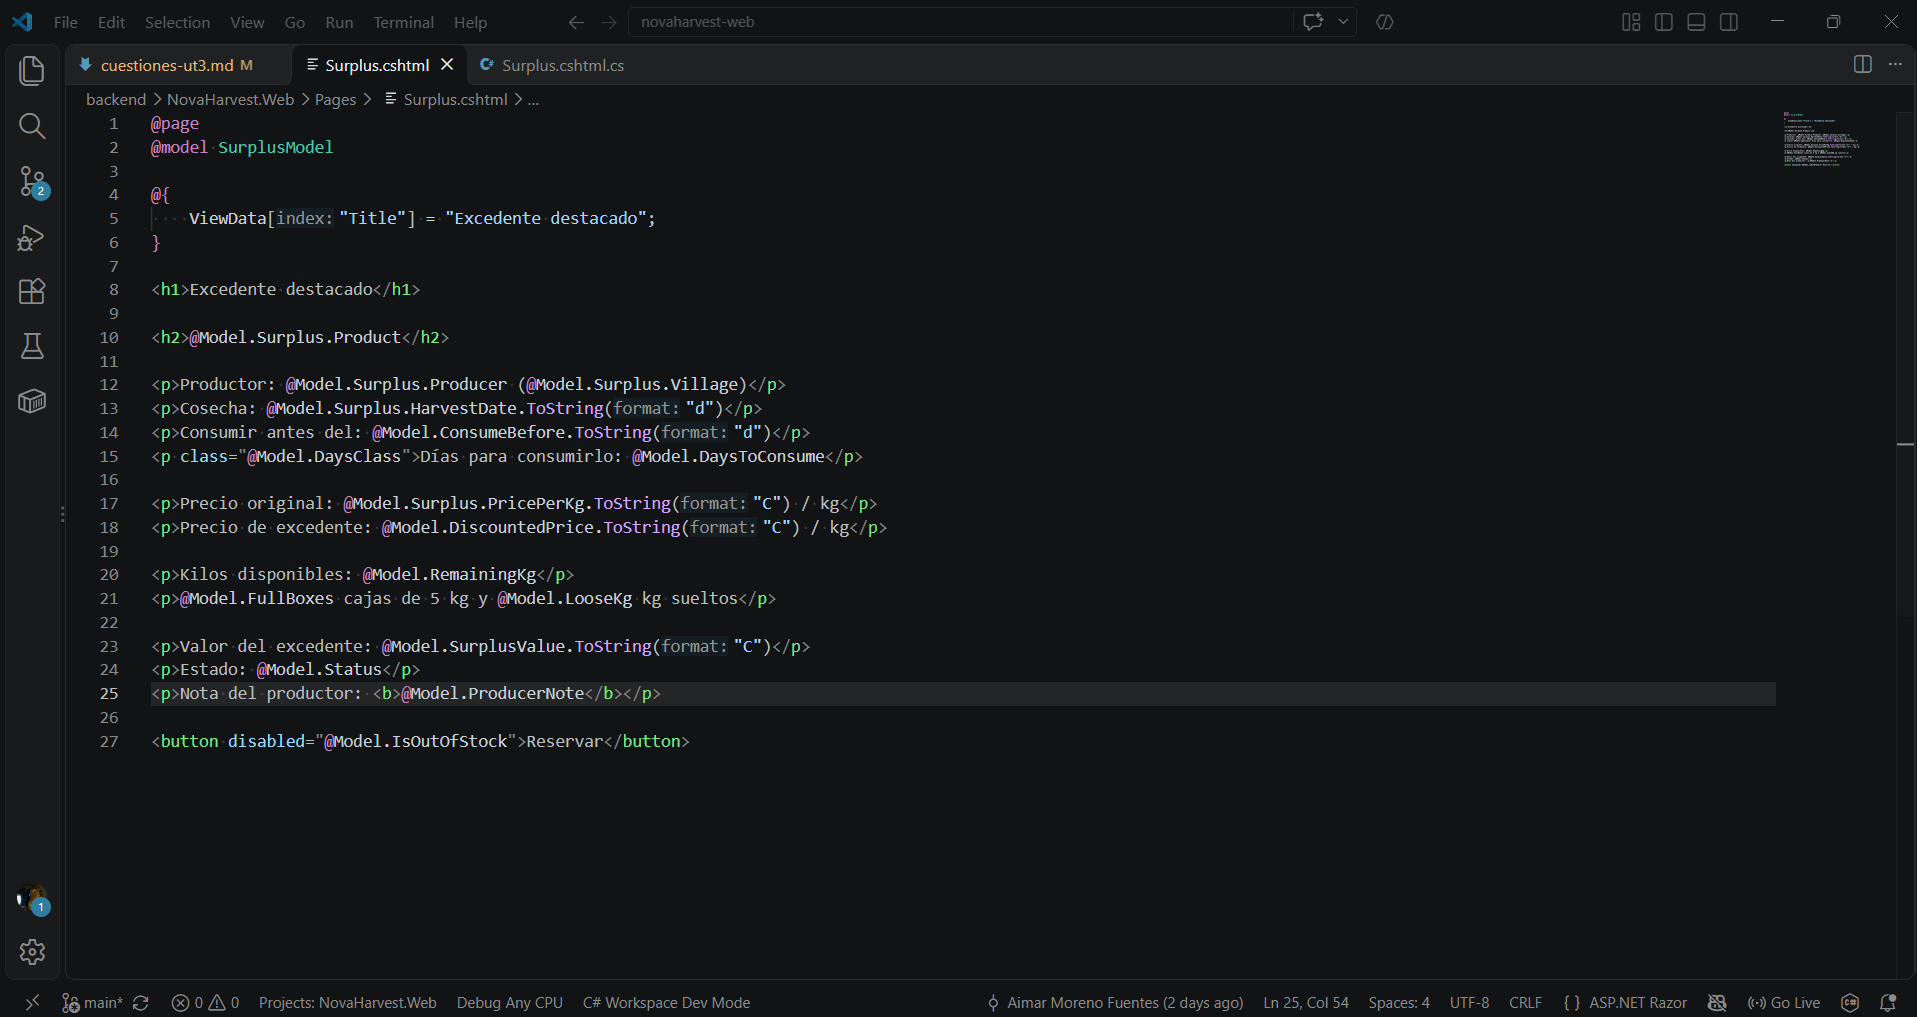 File Edit Selection View Go Run Terminal Help
novaharvest-web
cuestiones-ut3.md M
Surplus.cshtml
C# Surplus.cshtml.cs
backend > NovaHarvest.Web > Pages > Surplus.cshtml > ...
1 @page
2 @model SurplusModel
3
4 @{
5 ····ViewData[index: "Title"] = "Excedente destacado";
6 }
7
8 <h1>Excedente destacado</h1>
9
10 <h2>@Model.Surplus.Product</h2>
11
12 <p>Productor: @Model.Surplus.Producer (@Model.Surplus.Village)</p>
13 <p>Cosecha: @Model.Surplus.HarvestDate.ToString(format: "d")</p>
14 <p>Consumir antes del: @Model.ConsumeBefore.ToString(format: "d")</p>
15 <p class="@Model.DaysClass">Días para consumirlo: @Model.DaysToConsume</p>
16
17 <p>Precio original: @Model.Surplus.PricePerKg.ToString(format: "C") / kg</p>
18 <p>Precio de excedente: @Model.DiscountedPrice.ToString(format: "C") / kg</p>
19
20 <p>Kilos disponibles: @Model.RemainingKg</p>
21 <p>@Model.FullBoxes cajas de 5 kg y @Model.LooseKg kg sueltos</p>
22
23 <p>Valor del excedente: @Model.SurplusValue.ToString(format: "C")</p>
24 <p>Estado: @Model.Status</p>
25 <p>Nota del productor: <b>@Model.ProducerNote</b></p>
26
27 <button disabled="@Model.IsOutOfStock">Reservar</button>
2
1
main* 0 0 Projects: NovaHarvest.Web Debug Any CPU C# Workspace Dev Mode Aimar Moreno Fuentes (2 days ago) Ln 25, Col 54 Spaces: 4 UTF-8 CRLF { } ASP.NET Razor Go Live